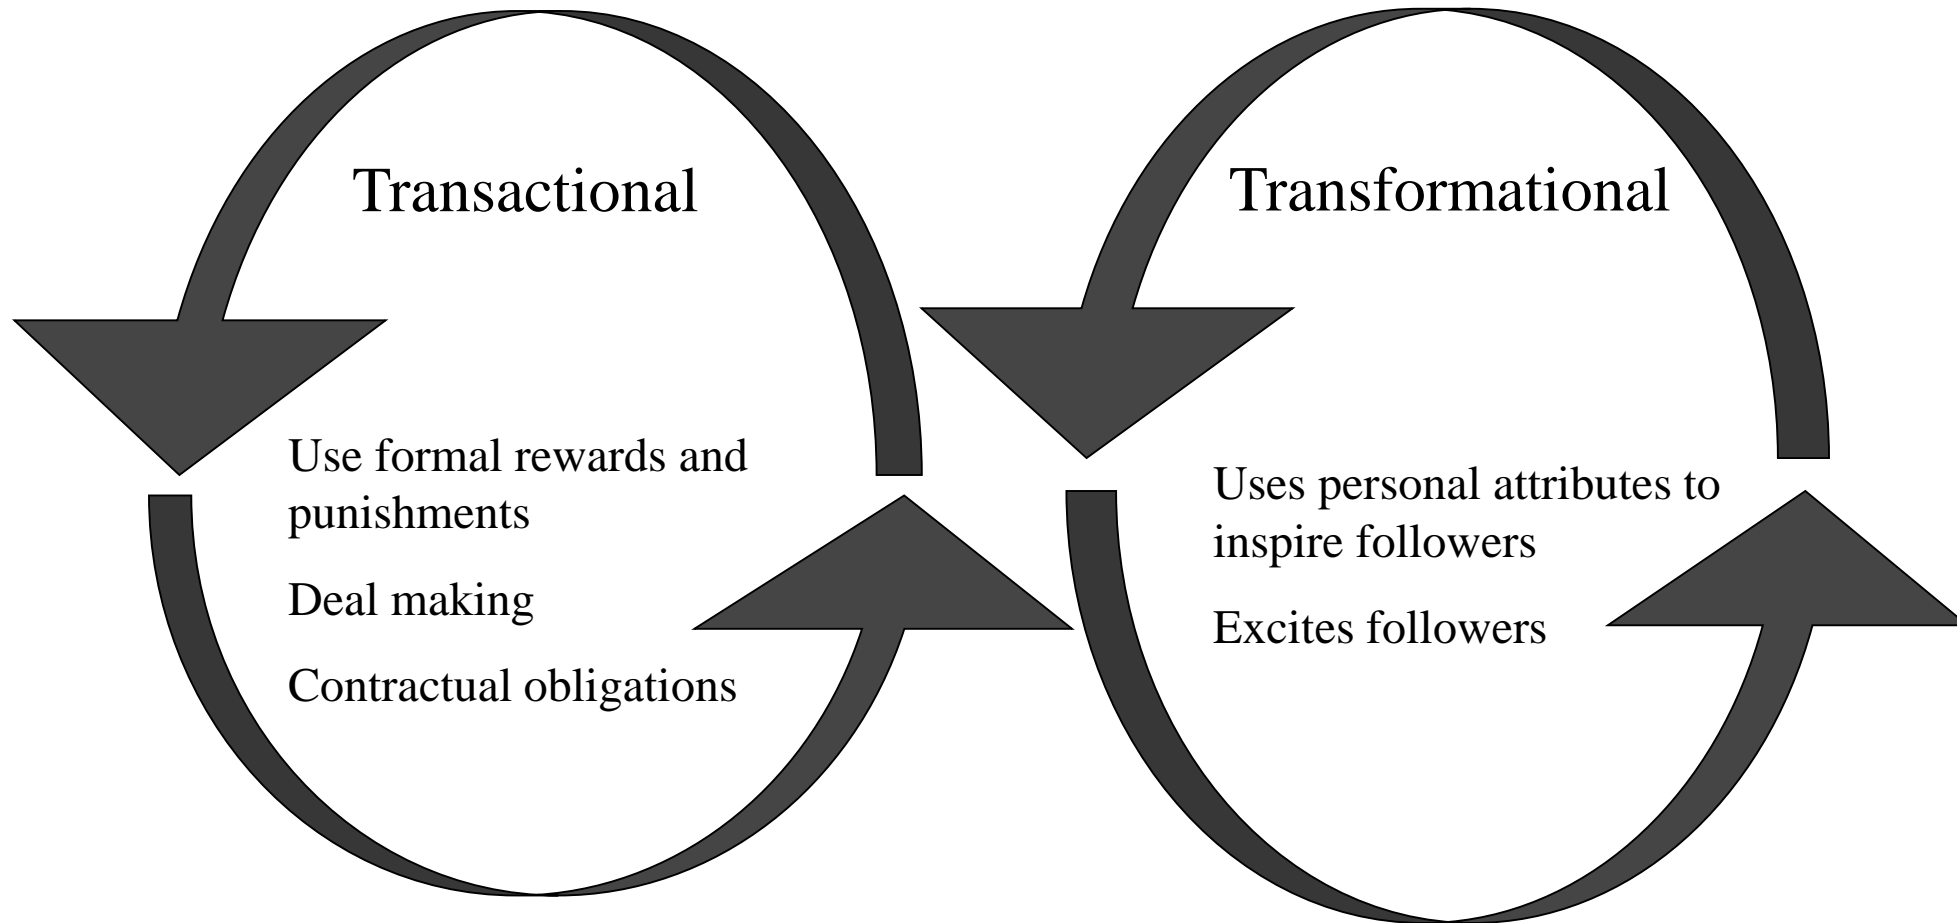 Transactional
Use formal rewards and
punishments
Deal making
Contractual obligations
Transformational
Uses personal attributes to
inspire followers
Excites followers